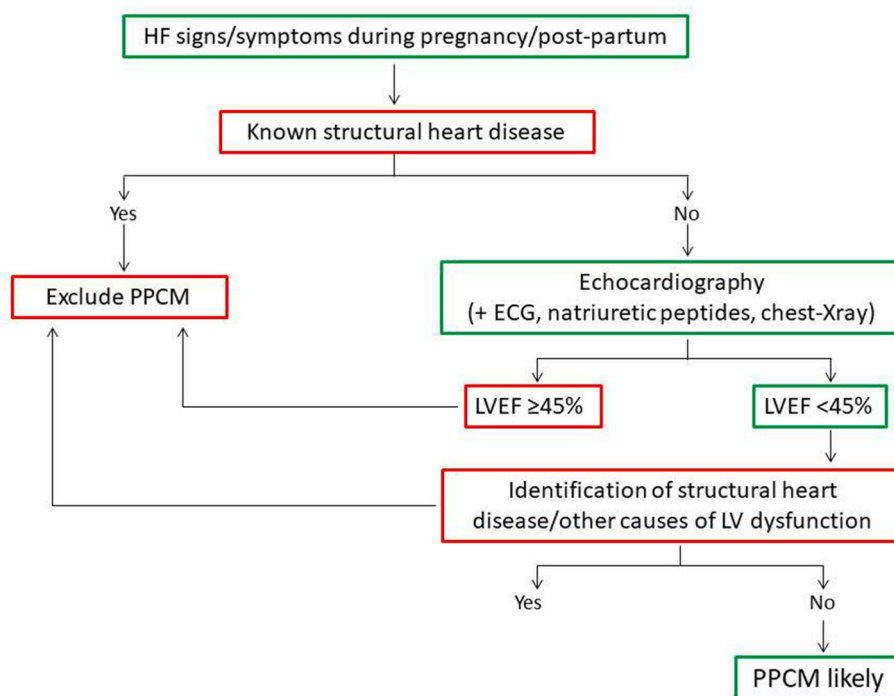 HF signs/symptoms during pregnancy/post-partum
Known structural heart disease
Yes
No
Exclude PPCM
Echocardiography
(+ ECG, natriuretic peptides, chest-Xray)
LVEF ≥45%
LVEF <45%
Identification of structural heart
disease/other causes of LV dysfunction
Yes
No
PPCM likely